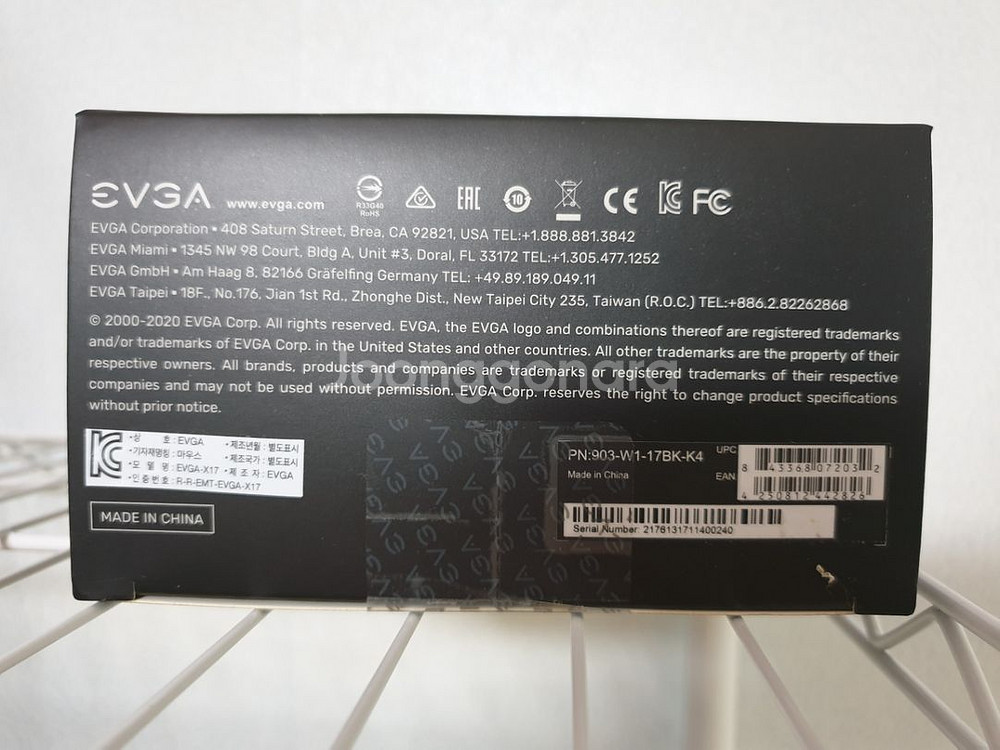 EVGA www.evga.com R33G48 RoHS EAC 10 CE FC
EVGA Corporation ▪ 408 Saturn Street, Brea, CA 92821, USA TEL:+1.888.881.3842
EVGA Miami ▪ 1345 NW 98 Court, Bldg A, Unit #3, Doral, FL 33172 TEL:+1.305.477.1252
EVGA GmbH ▪ Am Haag 8, 82166 Gräfelfing Germany TEL: +49.89.189.049.11
EVGA Taipei ▪ 18F., No.176, Jian 1st Rd., Zhonghe Dist., New Taipei City 235, Taiwan (R.O.C.) TEL:+886.2.82262868
© 2000-2020 EVGA Corp. All rights reserved. EVGA, the EVGA logo and combinations thereof are registered trademarks
and/or trademarks of EVGA Corp. in the United States and other countries. All other trademarks are the property of their
respective owners. All brands, products and companies are trademarks or registered trademarks of their respective
companies and may not be used without permission. EVGA Corp. reserves the right to change product specifications
without prior notice.
Joonggonara
•상 호 : EVGA •제조년월 : 별도표시
•기자재명칭 : 마우스 •제조국가 : 별도표시
•모 델 명 : EVGA-X17 •제 조 자 : EVGA
•인 증 번 호 : R-R-EMT-EVGA-X17
MADE IN CHINA
PN:903-W1-17BK-K4
Made in China
UPC 8 43368 07203 2
EAN 4 250812 442826
Serial Number: 2176131711400240